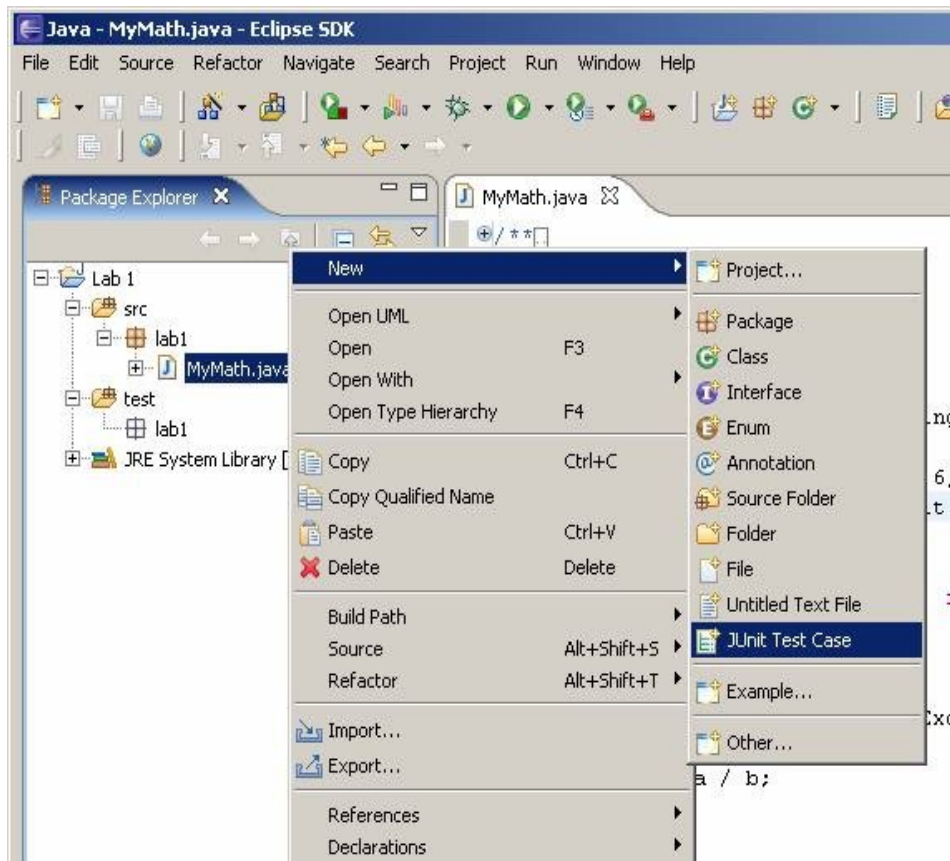 Java - MyMath.java - Eclipse SDK
File Edit Source Refactor Navigate Search Project Run Window Help
Package Explorer
MyMath.java
/**
Lab 1
src
lab1
MyMath.java
test
lab1
JRE System Library [
New
Open UML
Open F3
Open With
Open Type Hierarchy F4
Copy Ctrl+C
Copy Qualified Name
Paste Ctrl+V
Delete Delete
Build Path
Source Alt+Shift+S
Refactor Alt+Shift+T
Import...
Export...
References
Declarations
Project...
Package
Class
Interface
Enum
Annotation
Source Folder
Folder
File
Untitled Text File
JUnit Test Case
Example...
Other...
6,
a / b;